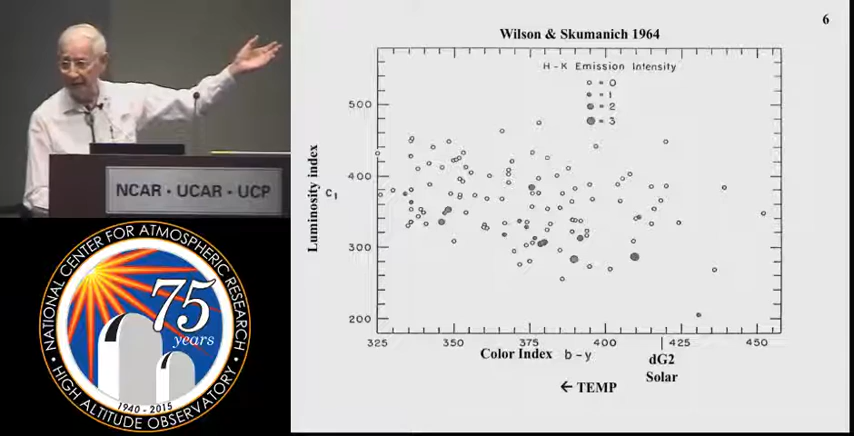 6
Wilson & Skumanich 1964
H-K Emission Intensity
= 0
= 1
= 2
= 3
500
400
300
200
Luminosity index
c1
325
350
375
400
425
450
Color Index b-y
dG2
Solar
← TEMP
NCAR · UCAR · UCP
NATIONAL CENTER FOR ATMOSPHERIC RESEARCH
75
years
1940 - 2015
• HIGH ALTITUDE OBSERVATORY •